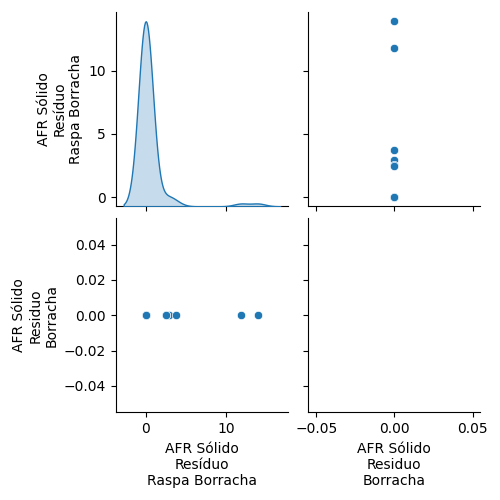 AFR Sólido
Resíduo
Raspa Borracha
10
5
0
AFR Sólido
Residuo
Borracha
0.04
0.02
0.00
−0.02
−0.04
0
10
−0.05
0.00
0.05
AFR Sólido
Resíduo
Raspa Borracha
AFR Sólido
Residuo
Borracha